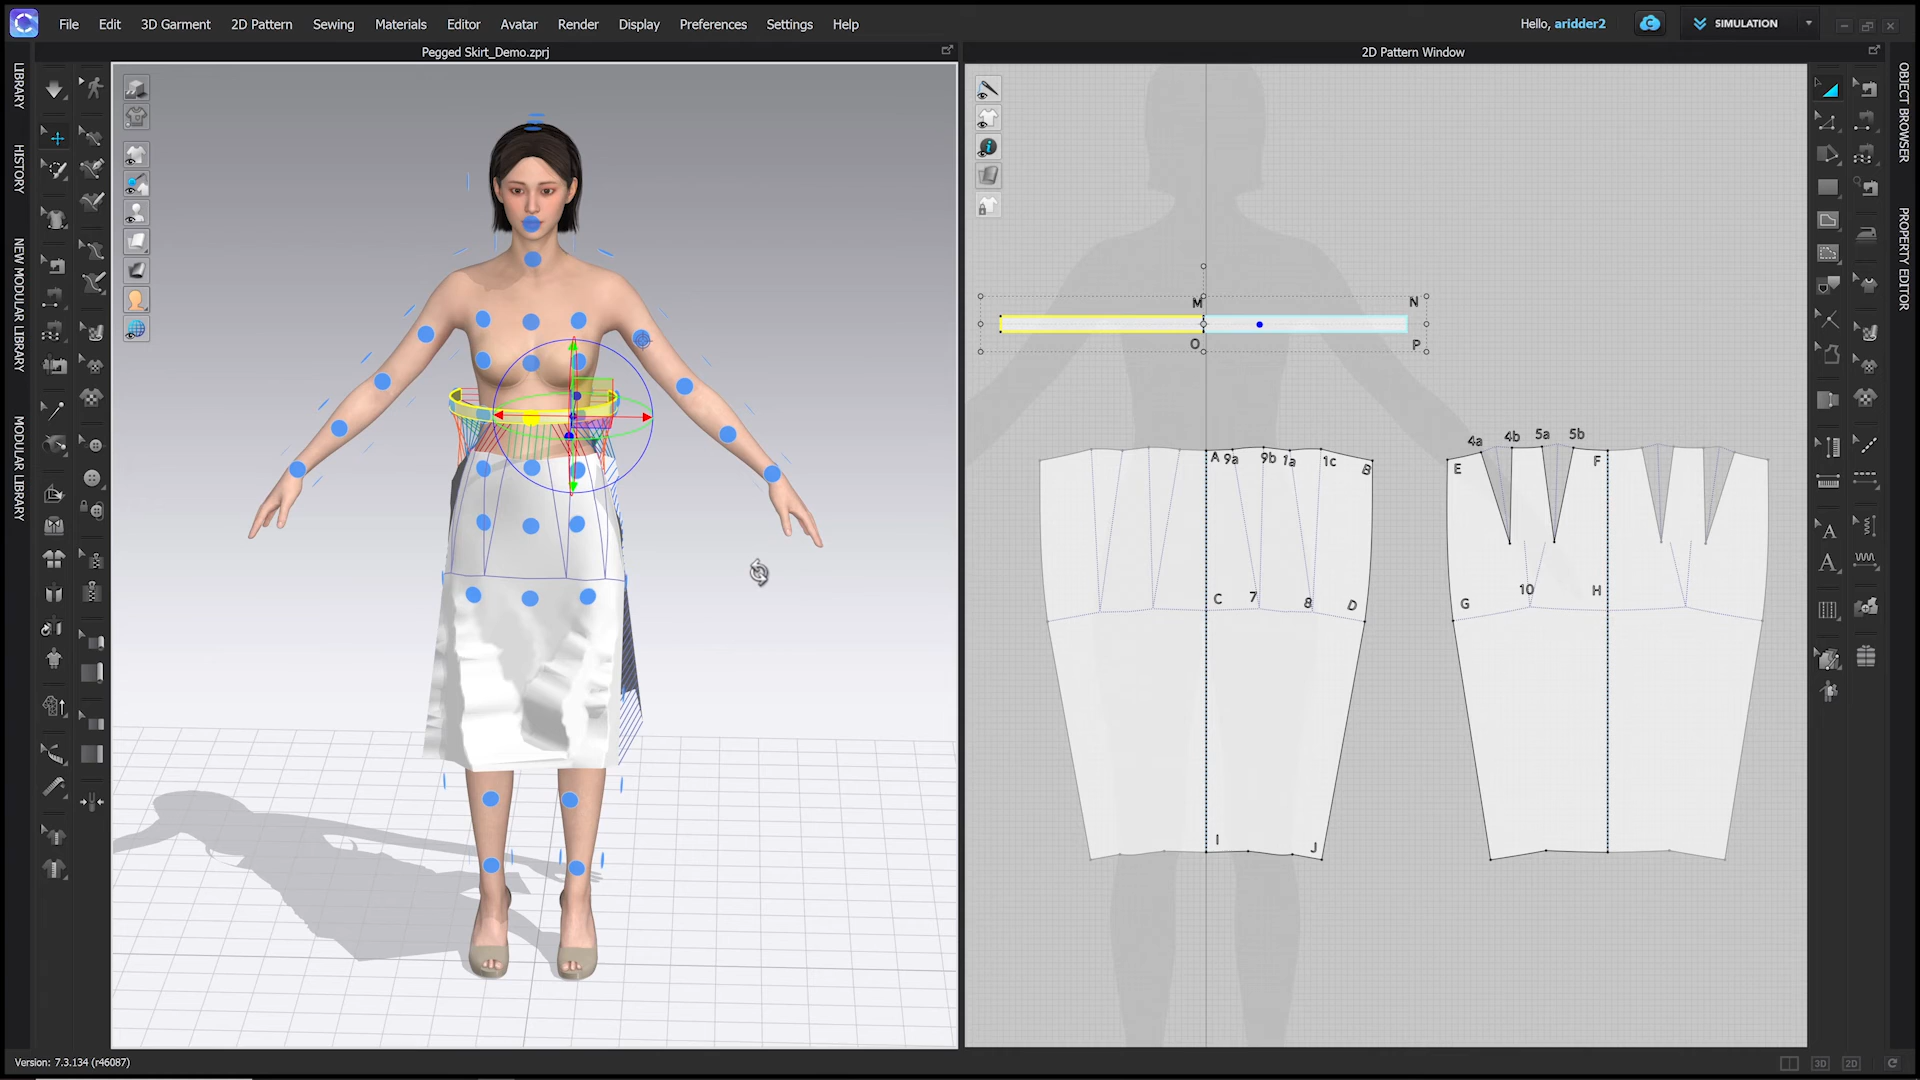 File Edit 3D Garment 2D Pattern Sewing Materials Editor Avatar Render Display Preferences Settings Help
Hello, aridder2
SIMULATION
Pegged Skirt_Demo.zprj
2D Pattern Window
LIBRARY
HISTORY
NEW MODULAR LIBRARY
MODULAR LIBRARY
OBJECT BROWSER
PROPERTY EDITOR
M N
O P
4a 4b 5a 5b
A 9a 9b 1a 1c B
E F
C 7 8 D
G 10 H
I J
A
A
Version: 7.3.134 (r46087)
3D 2D